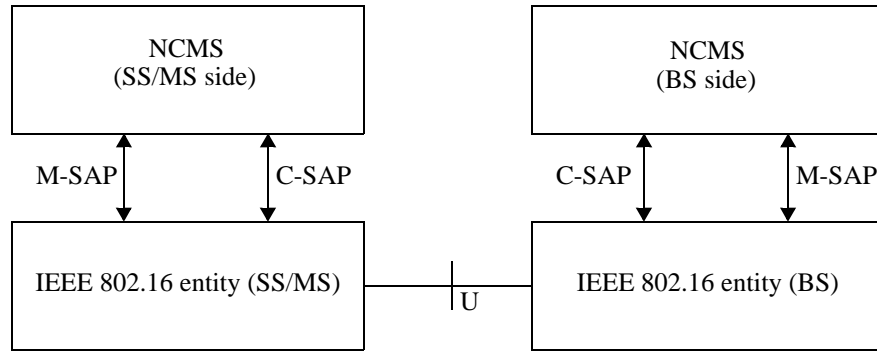 NCMS
(SS/MS side)
NCMS
(BS side)
M-SAP
C-SAP
C-SAP
M-SAP
IEEE 802.16 entity (SS/MS)
U
IEEE 802.16 entity (BS)